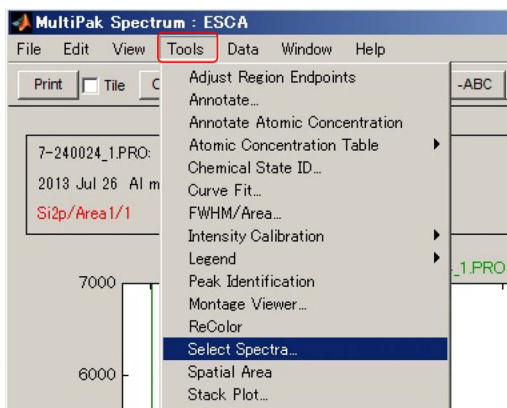 MultiPak Spectrum : ESCA
File Edit View Tools Data Window Help
Print Tile C -ABC
Adjust Region Endpoints
Annotate...
Annotate Atomic Concentration
Atomic Concentration Table
Chemical State ID...
Curve Fit...
FWHM/Area...
Intensity Calibration
Legend
Peak Identification
Montage Viewer...
ReColor
Select Spectra...
Spatial Area
Stack Plot...
7-240024_1.PRO:
2013 Jul 26 Al m
Si2p/Area1/1
_1.PRO
7000
6000